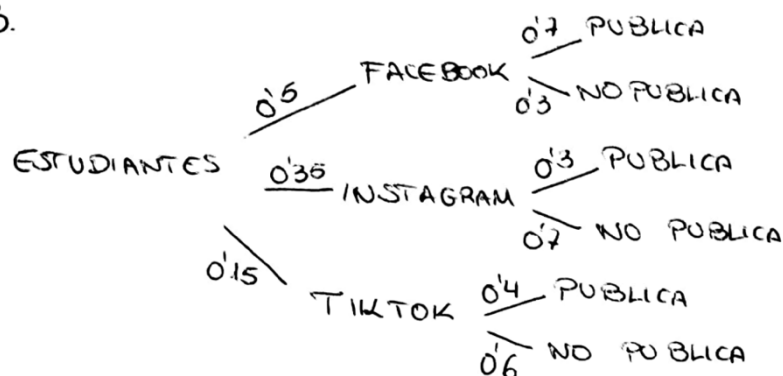 3.
0'7 PUBLICA
FACEBOOK
0'5
0'3 NO PUBLICA
ESTUDIANTES
0'35 INSTAGRAM
0'3 PUBLICA
0'7 NO PUBLICA
0'15
TIKTOK
0'4 PUBLICA
0'6 NO PUBLICA